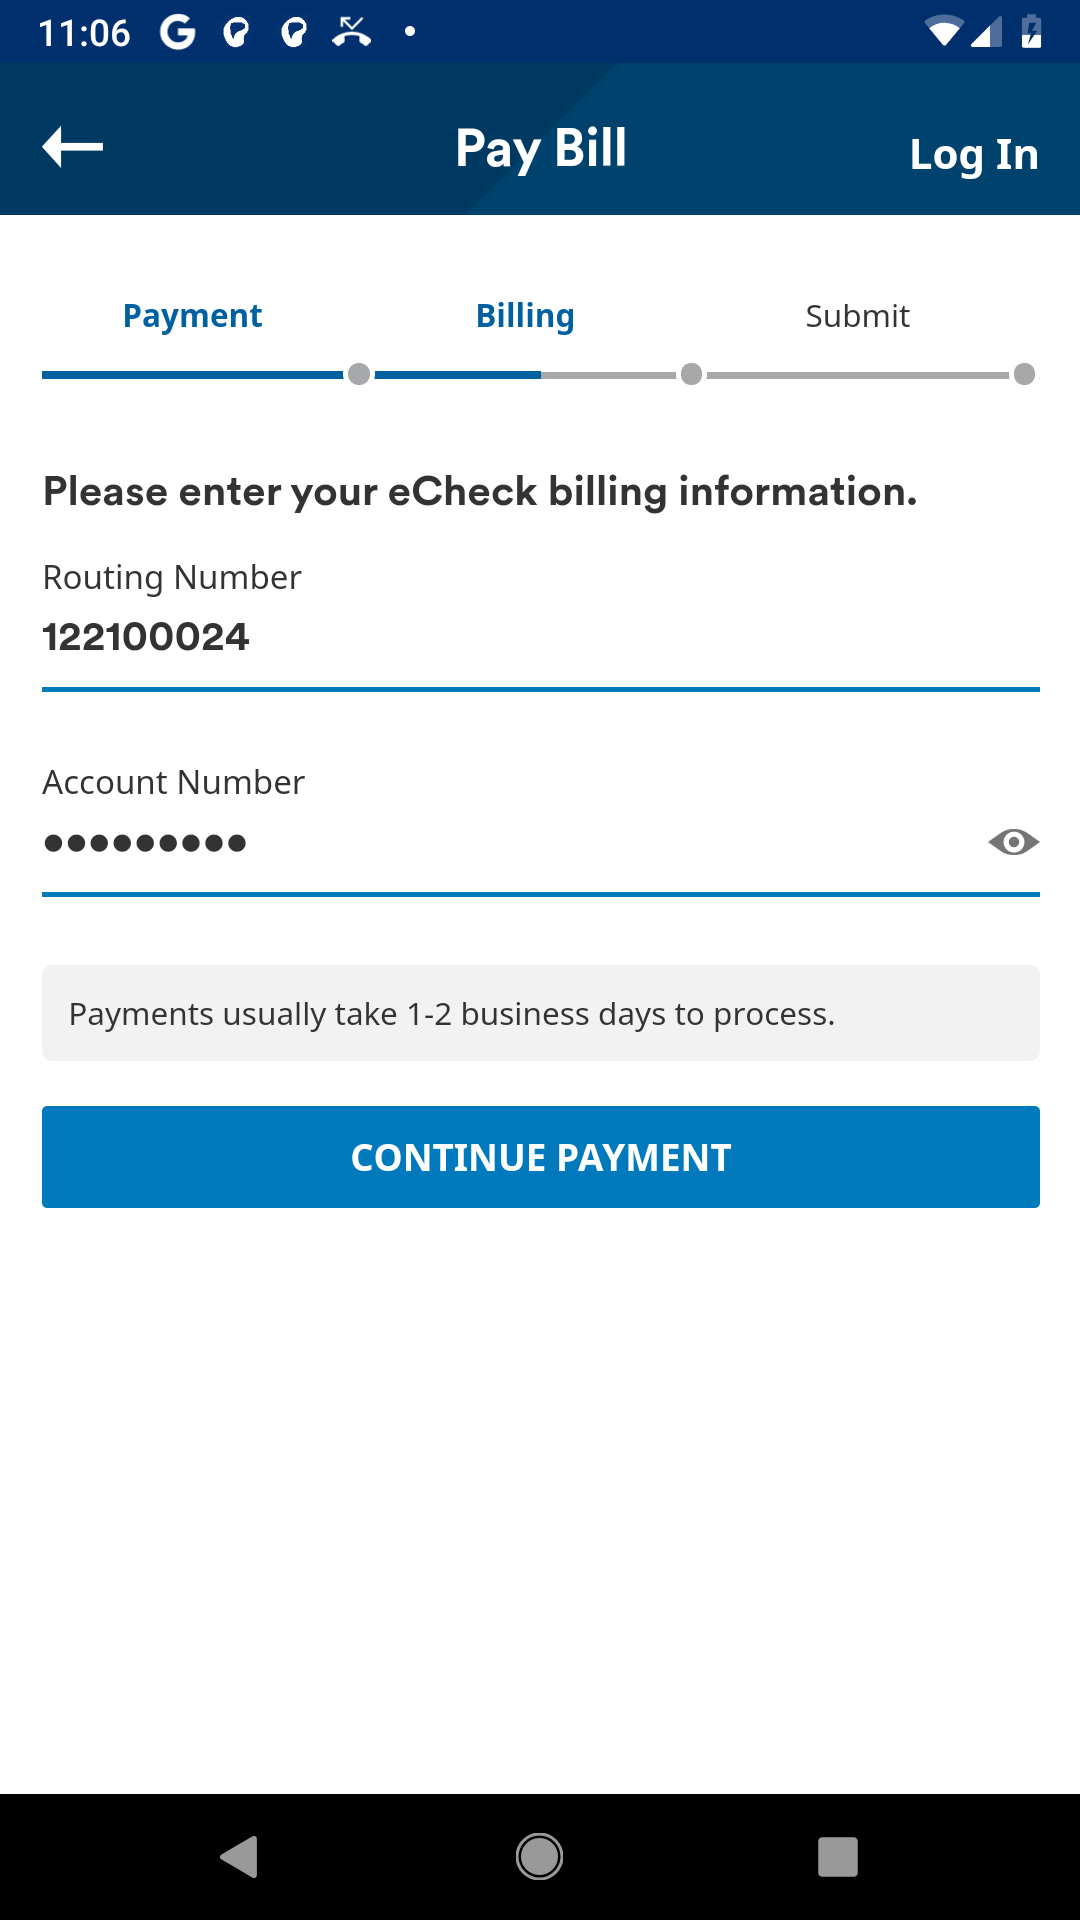 11:06
Pay Bill
Log In
Payment
Billing
Submit
Please enter your eCheck billing information.
Routing Number
122100024
Account Number
•••••••••
Payments usually take 1-2 business days to process.
CONTINUE PAYMENT